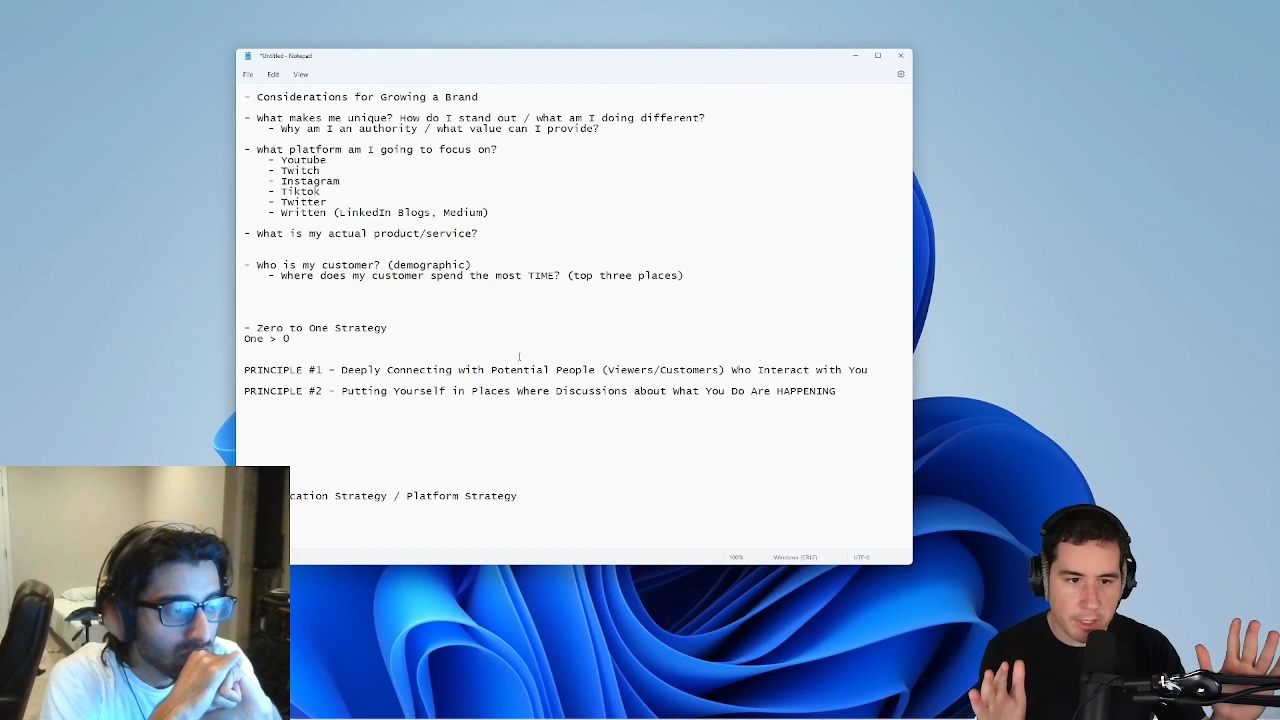 *Untitled - Notepad
File Edit View
- Considerations for Growing a Brand
- What makes me unique? How do I stand out / what am I doing different?
- Why am I an authority / what value can I provide?
- What platform am I going to focus on?
- Youtube
- Twitch
- Instagram
- Tiktok
- Twitter
- Written (LinkedIn Blogs, Medium)
- What is my actual product/service?
- Who is my customer? (demographic)
- Where does my customer spend the most TIME? (top three places)
- Zero to One Strategy
One > 0
PRINCIPLE #1 - Deeply Connecting with Potential People (Viewers/Customers) Who Interact with You
PRINCIPLE #2 - Putting Yourself in Places Where Discussions about What You Do Are HAPPENING
cation Strategy / Platform Strategy
100% Windows (CRLF) UTF-8